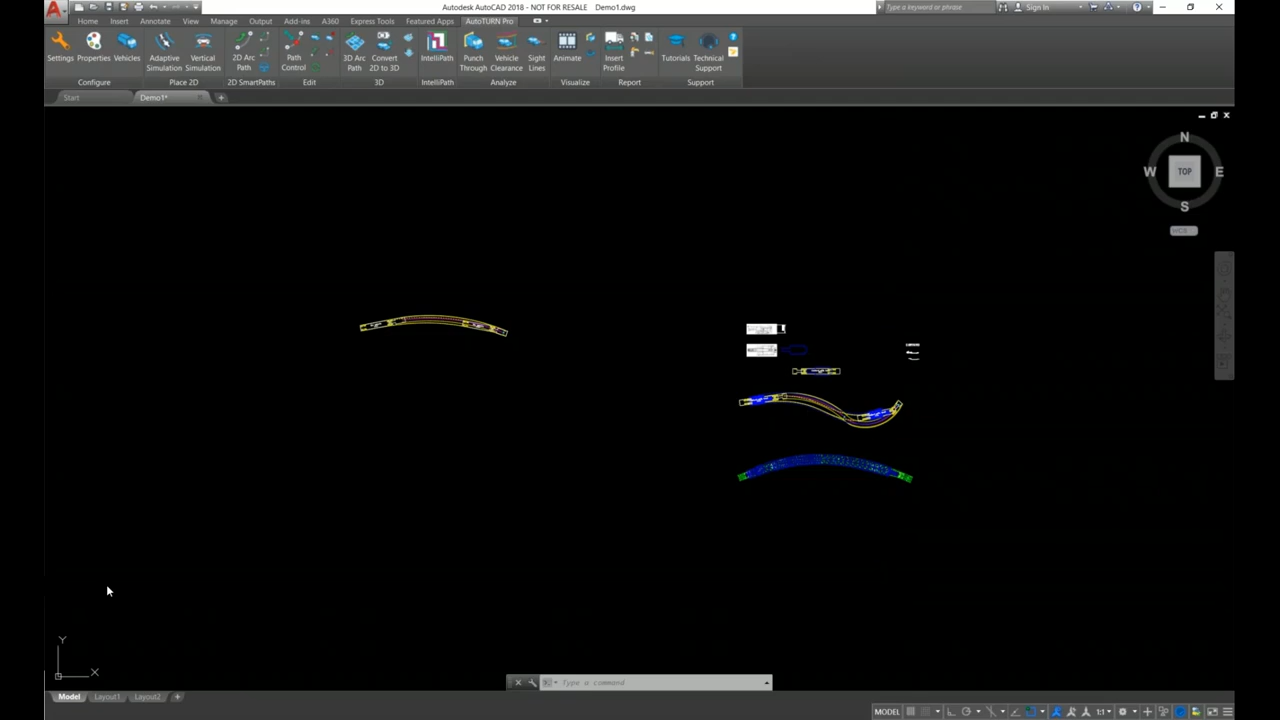 Autodesk AutoCAD 2018 - NOT FOR RESALE Demo1.dwg
Type a keyword or phrase
Sign In
Home Insert Annotate View Manage Output Add-ins A360 Express Tools Featured Apps AutoTURN Pro
Settings Properties Vehicles Adaptive Simulation Vertical Simulation 2D Arc Path Path Control 3D Arc Path Convert 2D to 3D IntelliPath Punch Through Vehicle Clearance Sight Lines Animate Insert Profile Tutorials Technical Support
Configure Place 2D 2D SmartPaths Edit 3D IntelliPath Analyze Visualize Report Support
Start Demo1*
N
W TOP E
S
WCS
Y
X
Type a command
Model Layout1 Layout2
MODEL 1:1